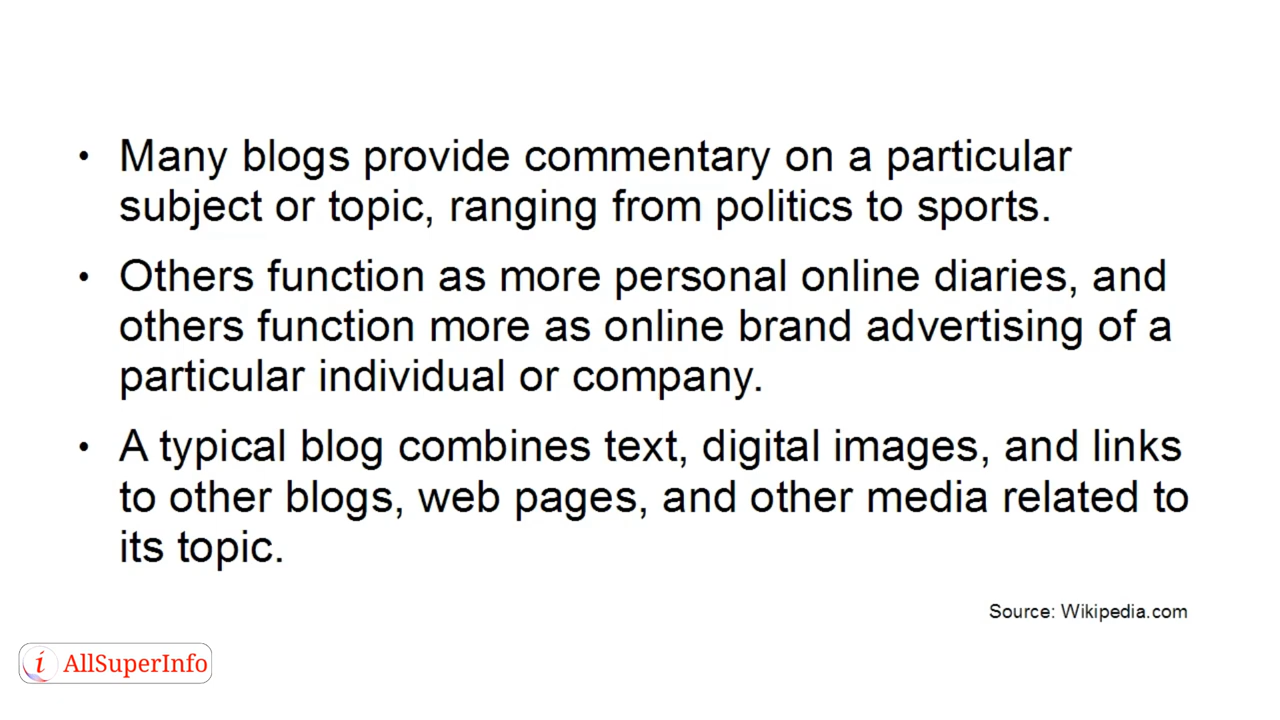 • Many blogs provide commentary on a particular
subject or topic, ranging from politics to sports.
• Others function as more personal online diaries, and
others function more as online brand advertising of a
particular individual or company.
• A typical blog combines text, digital images, and links
to other blogs, web pages, and other media related to
its topic.
Source: Wikipedia.com
i AllSuperInfo